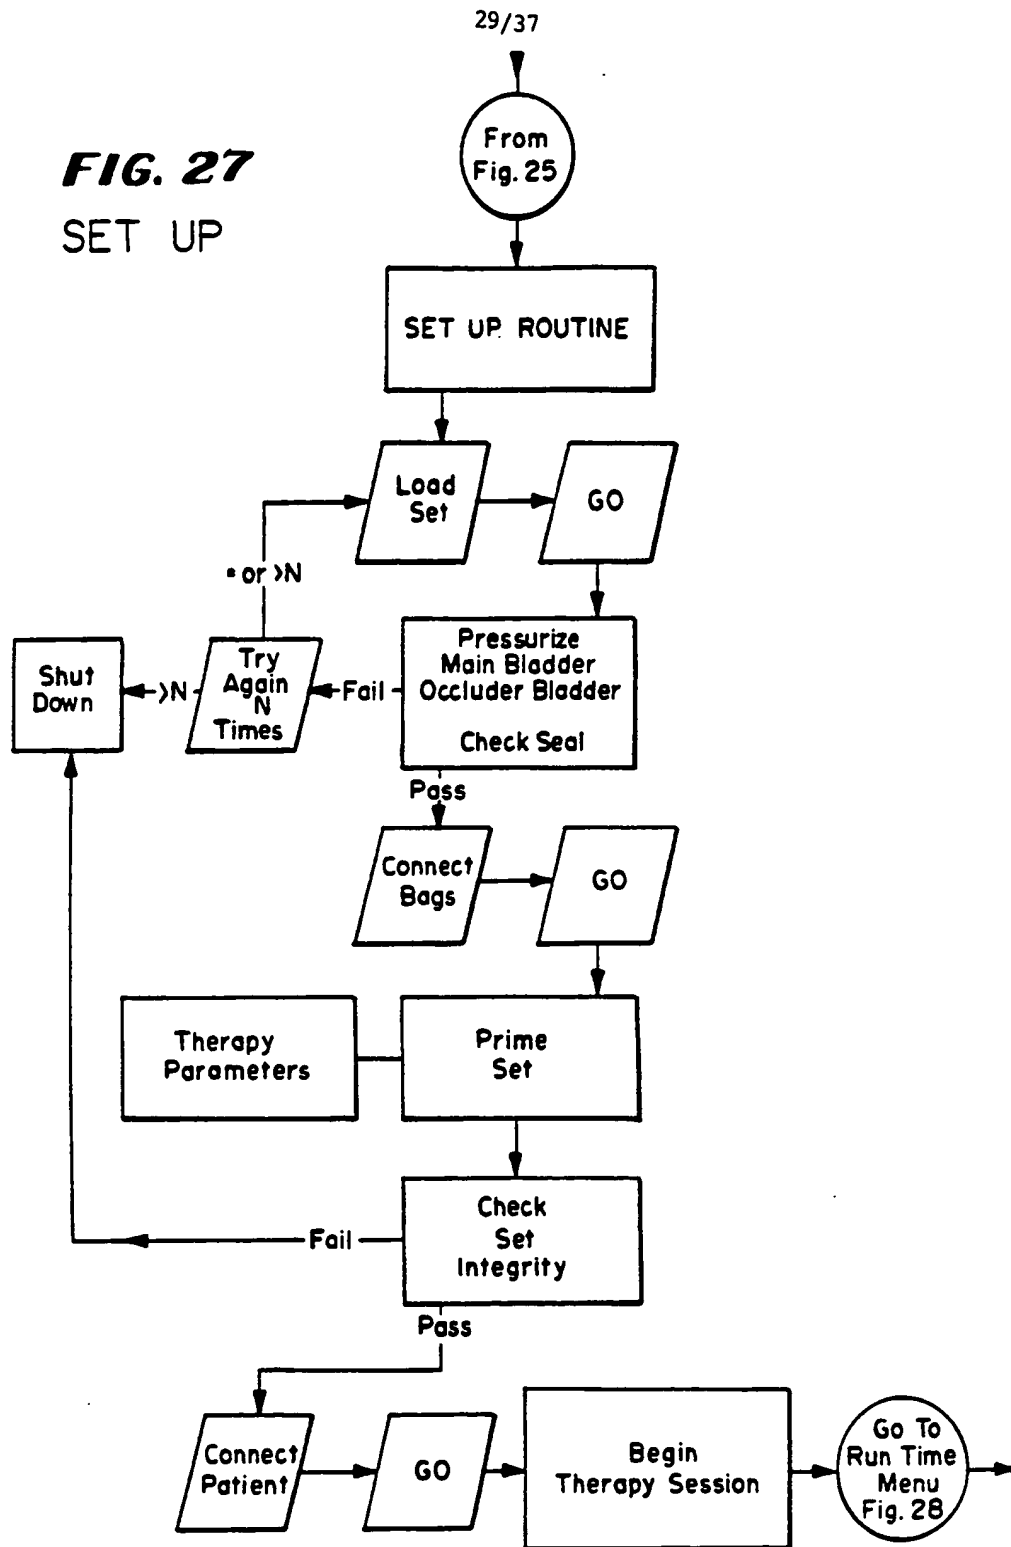 29/37
From
Fig. 25
FIG. 27
SET UP
SET UP ROUTINE
Load
Set
GO
= or >N
Pressurize
Main Bladder
Occluder Bladder
Check Seal
Fail
Try
Again
N
Times
>N
Shut
Down
Pass
Connect
Bags
GO
Therapy
Parameters
Prime
Set
Check
Set
Integrity
Fail
Pass
Connect
Patient
GO
Begin
Therapy Session
Go To
Run Time
Menu
Fig. 28